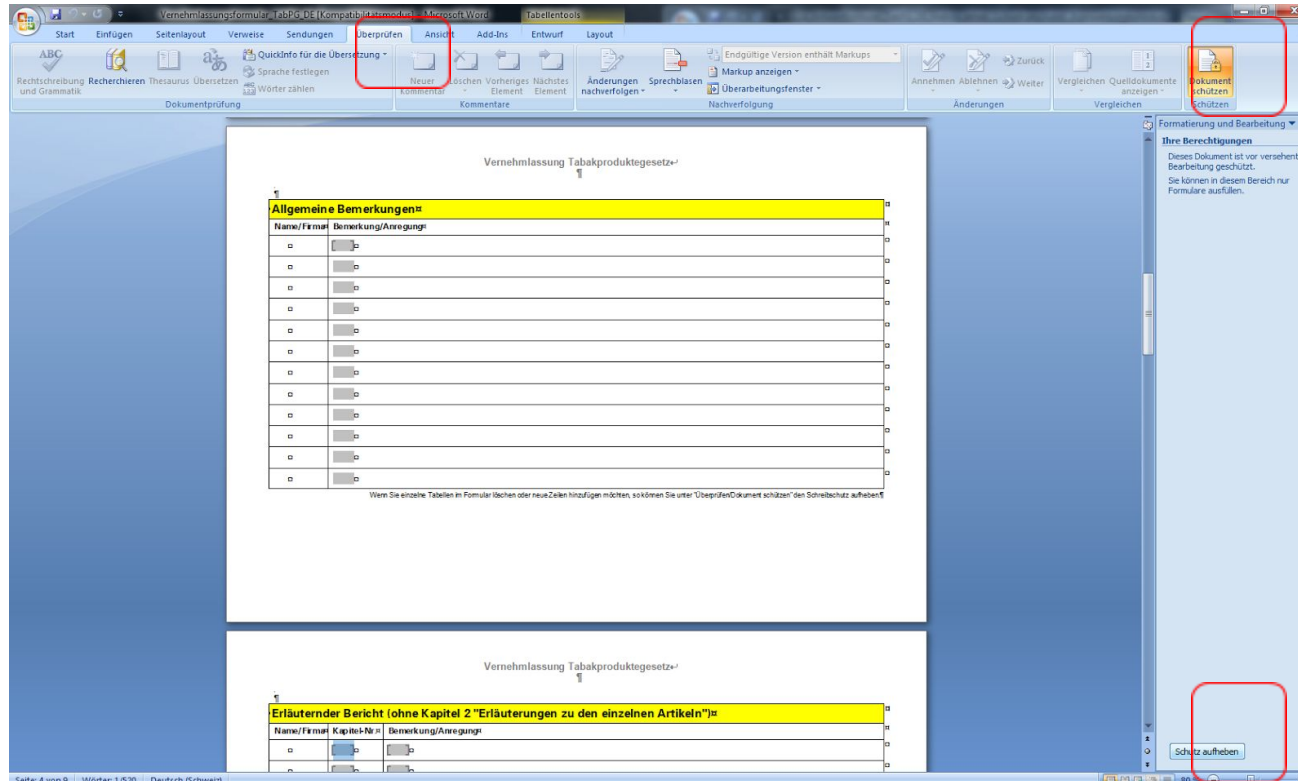 Vernehmlassungsformular_TabPG_DE [Kompatibilitätsmodus] - Microsoft Word Tabellentools
Start Einfügen Seitenlayout Verweise Sendungen Überprüfen Ansicht Add-Ins Entwurf Layout
ABC
Rechtschreibung und Grammatik
Recherchieren
Thesaurus
Übersetzen
QuickInfo für die Übersetzung
Sprache festlegen
Wörter zählen
Dokumentprüfung
Neuer Kommentar
Löschen
Vorheriges Element
Nächstes Element
Kommentare
Änderungen nachverfolgen
Sprechblasen
Endgültige Version enthält Markups
Markup anzeigen
Überarbeitungsfenster
Nachverfolgung
Annehmen
Ablehnen
Zurück
Weiter
Änderungen
Vergleichen
Quelldokumente anzeigen
Vergleichen
Dokument schützen
Schützen
Formatierung und Bearbeitung
Ihre Berechtigungen
Dieses Dokument ist vor versehent
Bearbeitung geschützt.
Sie können in diesem Bereich nur
Formulare ausfüllen.
Vernehmlassung Tabakproduktegesetz
¶
¶
Allgemeine Bemerkungen¤
Name/Firma¤ Bemerkung/Anregung¤
Wenn Sie einzelne Tabellen im Formular löschen oder neue Zeilen hinzufügen möchten, so können Sie unter "Überprüfen/Dokument schützen" den Schreibschutz aufheben.¶
Vernehmlassung Tabakproduktegesetz
¶
¶
Erläuternder Bericht (ohne Kapitel 2 "Erläuterungen zu den einzelnen Artikeln")¤
Name/Firma¤ Kapitel-Nr.¤ Bemerkung/Anregung¤
Schutz aufheben
Seite: 4 von 9 Wörter: 1/520 Deutsch (Schweiz) 80 %